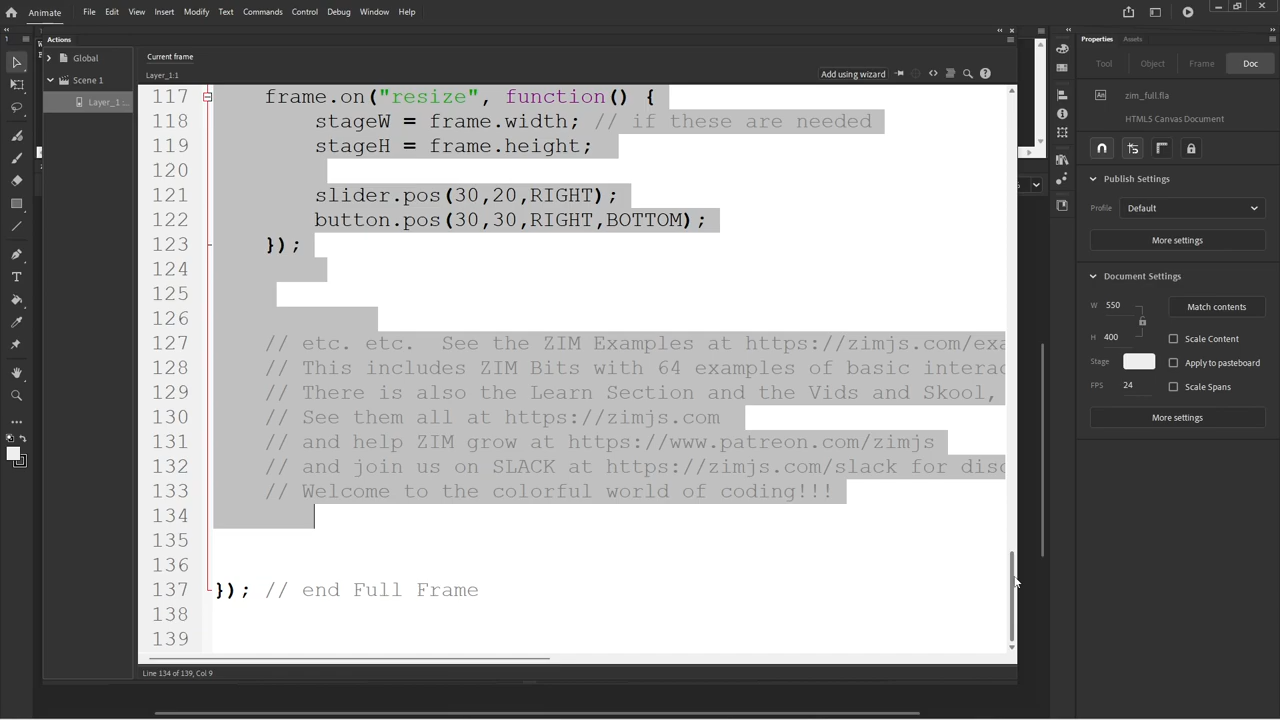 Animate File Edit View Insert Modify Text Commands Control Debug Window Help
Actions
Properties Assets
Current frame
Global
Scene 1
Layer_1 :..
Layer_1:1
Add using wizard
Tool Object Frame Doc
zim_full.fla
HTML5 Canvas Document
Publish Settings
Profile Default
More settings
Document Settings
W 550
H 400
Match contents
Scale Content
Stage
Apply to pasteboard
FPS 24
Scale Spans
More settings
117 frame.on("resize", function() {
118 stageW = frame.width; // if these are needed
119 stageH = frame.height;
120
121 slider.pos(30,20,RIGHT);
122 button.pos(30,30,RIGHT,BOTTOM);
123 });
124
125
126
127 // etc. etc. See the ZIM Examples at https://zimjs.com/exa
128 // This includes ZIM Bits with 64 examples of basic interac
129 // There is also the Learn Section and the Vids and Skool,
130 // See them all at https://zimjs.com
131 // and help ZIM grow at https://www.patreon.com/zimjs
132 // and join us on SLACK at https://zimjs.com/slack for disc
133 // Welcome to the colorful world of coding!!!
134
135
136
137 }); // end Full Frame
138
139
Line 134 of 139, Col 9